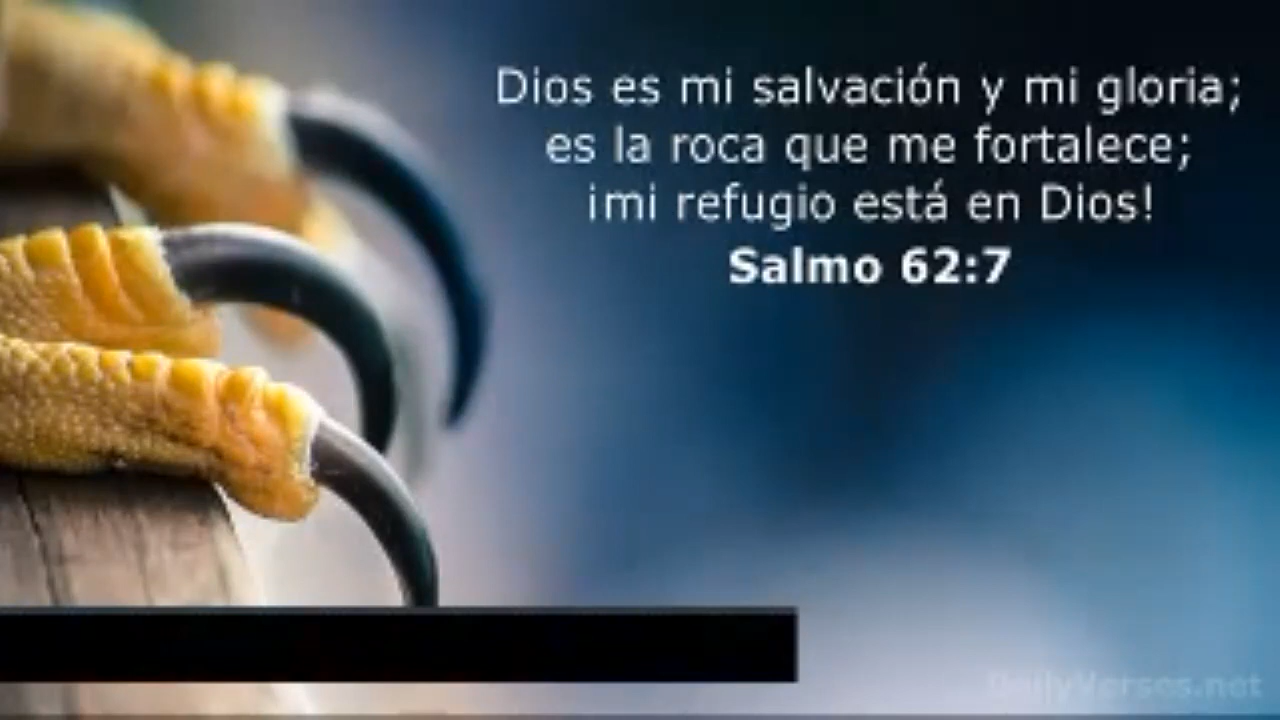 Dios es mi salvación y mi gloria;
es la roca que me fortalece;
¡mi refugio está en Dios!
Salmo 62:7
DailyVerses.net